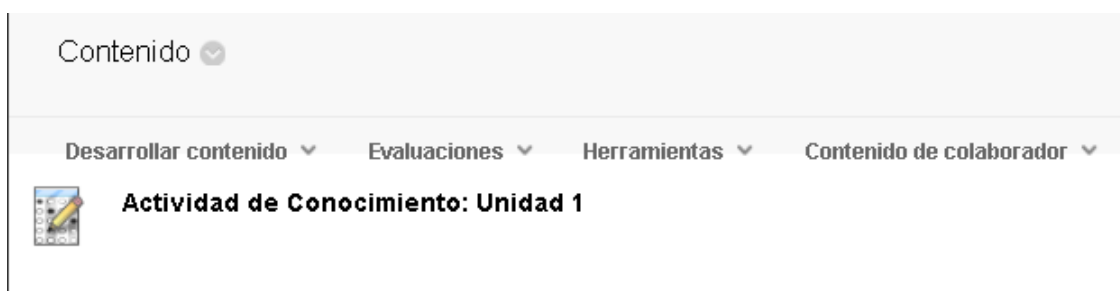 Contenido
Desarrollar contenido Evaluaciones Herramientas Contenido de colaborador
Actividad de Conocimiento: Unidad 1